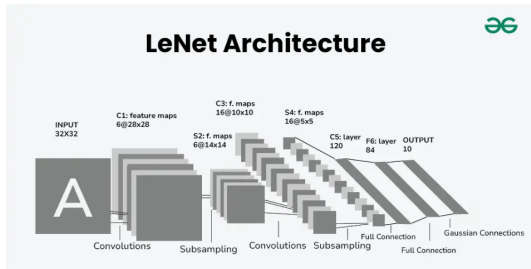 LeNet Architecture
INPUT
32X32
C1: feature maps
6@28x28
S2: f. maps
6@14x14
C3: f. maps
16@10x10
S4: f. maps
16@5x5
C5: layer
120
F6: layer
84
OUTPUT
10
A
Convolutions
Subsampling
Convolutions
Subsampling
Full Connection
Full Connection
Gaussian Connections